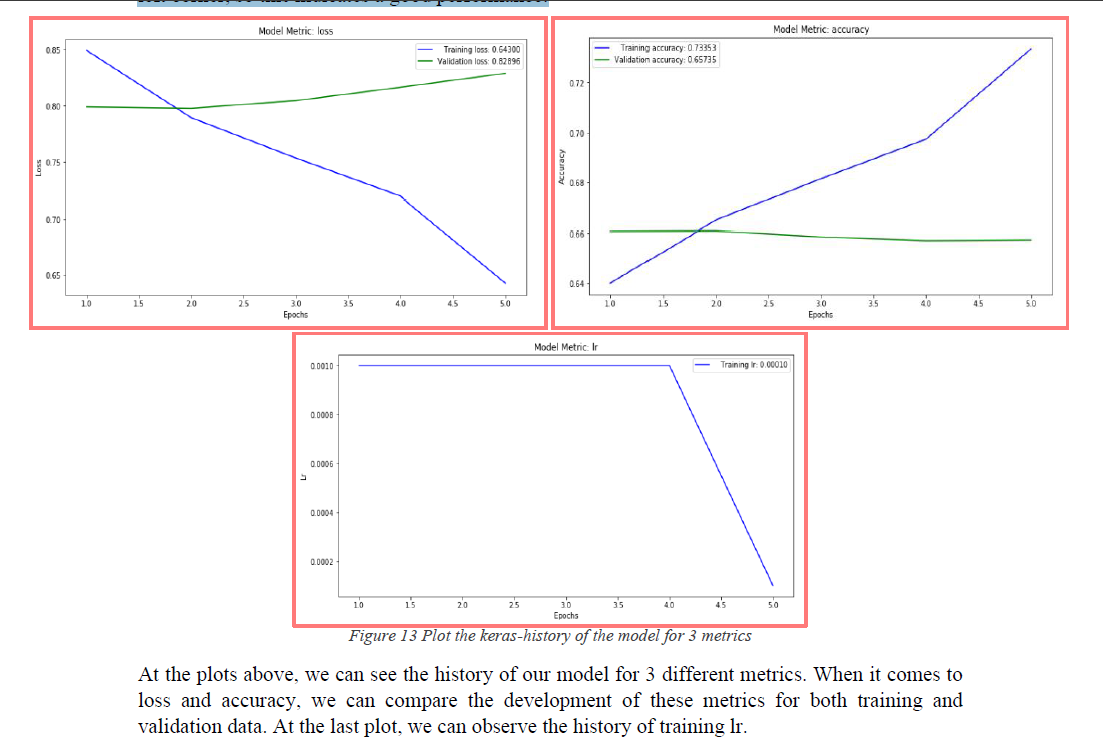 Model Metric: loss
Training loss: 0.64300
Validation loss: 0.82896
0.85
0.80
0.75
0.70
0.65
Loss
1.0 1.5 2.0 2.5 3.0 3.5 4.0 4.5 5.0
Epochs
Model Metric: accuracy
Training accuracy: 0.73353
Validation accuracy: 0.65735
0.72
0.70
0.68
0.66
0.64
Accuracy
1.0 1.5 2.0 2.5 3.0 3.5 4.0 4.5 5.0
Epochs
Model Metric: lr
Training lr: 0.00010
0.0010
0.0008
0.0006
0.0004
0.0002
Lr
1.0 1.5 2.0 2.5 3.0 3.5 4.0 4.5 5.0
Epochs
Figure 13 Plot the keras-history of the model for 3 metrics
At the plots above, we can see the history of our model for 3 different metrics. When it comes to
loss and accuracy, we can compare the development of these metrics for both training and
validation data. At the last plot, we can observe the history of training lr.